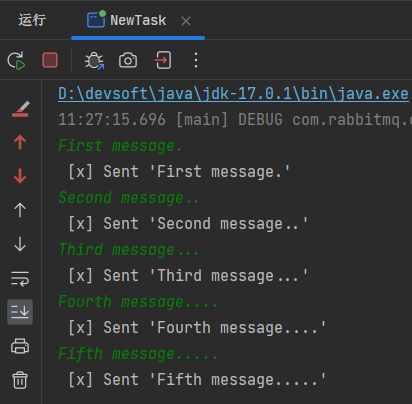 运行
NewTask
D:\devsoft\java\jdk-17.0.1\bin\java.exe
11:27:15.696 [main] DEBUG com.rabbitmq.
First message.
[x] Sent 'First message.'
Second message..
[x] Sent 'Second message..'
Third message...
[x] Sent 'Third message...'
Fourth message....
[x] Sent 'Fourth message....'
Fifth message.....
[x] Sent 'Fifth message.....'